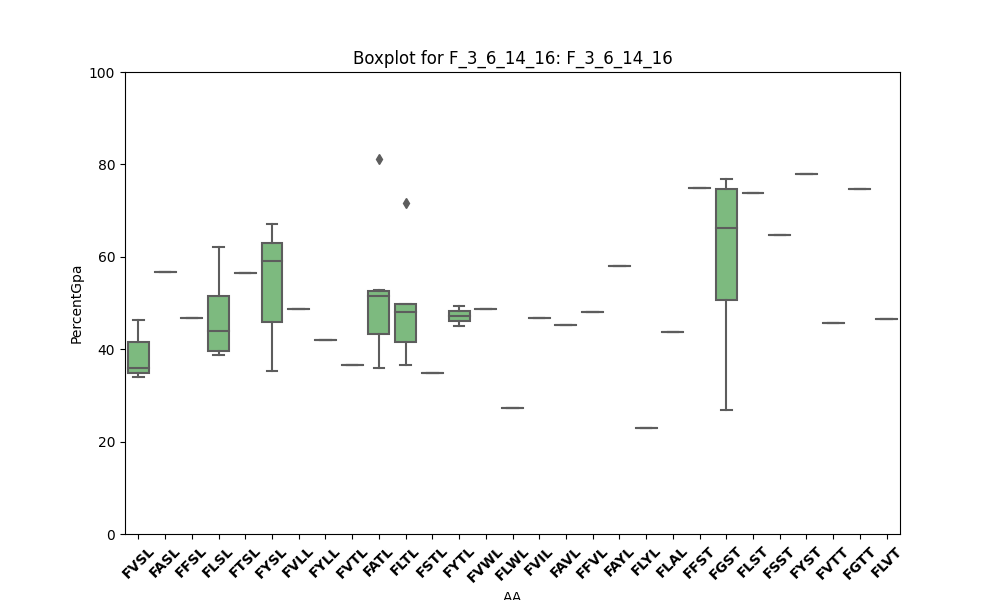 Boxplot for F_3_6_14_16: F_3_6_14_16
100
80
60
40
20
0
PercentGpa
FVSL
FASL
FFSL
FLSL
FTSL
FYSL
FVLL
FYLL
FVTL
FATL
FLTL
FSTL
FYTL
FVWL
FLWL
FVIL
FAVL
FFVL
FAYL
FLYL
FLAL
FFST
FGST
FLST
FSST
FYST
FVTT
FGTT
FLVT
AA